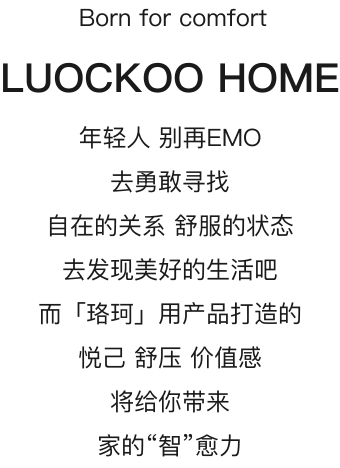 Born for comfort
LUOCKOO HOME
年轻人 别再EMO
去勇敢寻找
自在的关系 舒服的状态
去发现美好的生活吧
而「珞珂」用产品打造的
悦己 舒压 价值感
将给你带来
家的“智”愈力